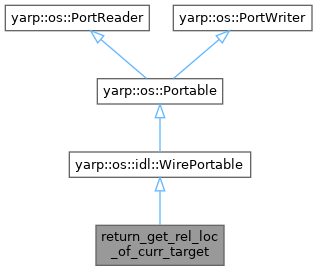 yarp::os::PortReader
yarp::os::PortWriter
yarp::os::Portable
yarp::os::idl::WirePortable
return_get_rel_loc
_of_curr_target